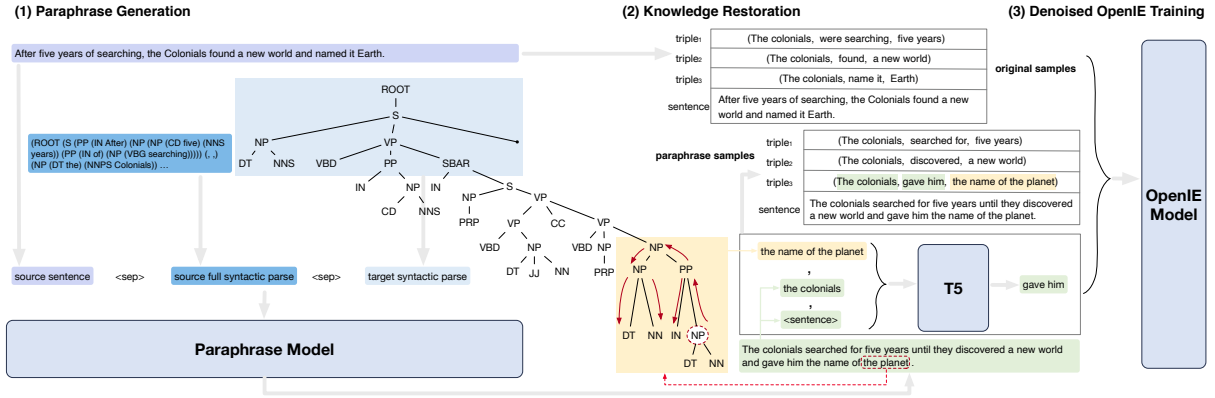 (1) Paraphrase Generation
(2) Knowledge Restoration
(3) Denoised OpenIE Training
After five years of searching, the Colonials found a new world and named it Earth.
(ROOT (S (PP (IN After) (NP (NP (CD five) (NNS
years)) (PP (IN of) (NP (VBG searching))))) (, ,)
(NP (DT the) (NNPS Colonials)) ...
ROOT
S
NP
VP
DT
NNS
VBD
PP
SBAR
IN
NP
IN
S
CD
NNS
NP
VP
PRP
VP
CC
VP
VBD
NP
VBD
NP
DT
JJ
NN
PRP
NP
NP
PP
DT
NN
IN
NP
DT
NN
source sentence
<sep>
source full syntactic parse
<sep>
target syntactic parse
Paraphrase Model
triple1
(The colonials, were searching, five years)
triple2
(The colonials, found, a new world)
triple3
(The colonials, name it, Earth)
sentence
After five years of searching, the Colonials found a new
world and named it Earth.
original samples
paraphrase samples
triple1
(The colonials, searched for, five years)
triple2
(The colonials, discovered, a new world)
triple3
(The colonials, gave him, the name of the planet)
sentence
The colonials searched for five years until they discovered
a new world and gave him the name of the planet.
the name of the planet
,
the colonials
,
<sentence>
T5
gave him
The colonials searched for five years until they discovered a new world
and gave him the name of the planet.
OpenIE
Model